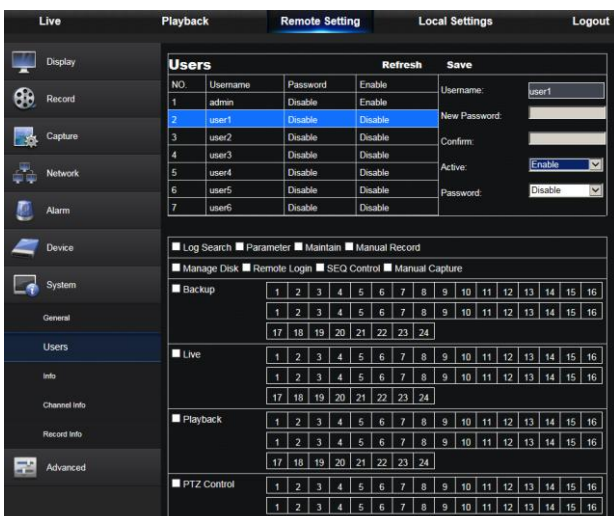 Live Playback Remote Setting Local Settings Logout
Display
Record
Capture
Network
Alarm
Device
System
General
Users
Info
Channel Info
Record Info
Advanced
Users Refresh Save
NO. Username Password Enable
1 admin Disable Enable
2 user1 Disable Disable
3 user2 Disable Disable
4 user3 Disable Disable
5 user4 Disable Disable
6 user5 Disable Disable
7 user6 Disable Disable
Username: user1
New Password:
Confirm:
Active: Enable
Password: Disable
Log Search Parameter Maintain Manual Record
Manage Disk Remote Login SEQ Control Manual Capture
Backup 1 2 3 4 5 6 7 8 9 10 11 12 13 14 15 16
1 2 3 4 5 6 7 8 9 10 11 12 13 14 15 16
17 18 19 20 21 22 23 24
Live 1 2 3 4 5 6 7 8 9 10 11 12 13 14 15 16
1 2 3 4 5 6 7 8 9 10 11 12 13 14 15 16
17 18 19 20 21 22 23 24
Playback 1 2 3 4 5 6 7 8 9 10 11 12 13 14 15 16
1 2 3 4 5 6 7 8 9 10 11 12 13 14 15 16
17 18 19 20 21 22 23 24
PTZ Control 1 2 3 4 5 6 7 8 9 10 11 12 13 14 15 16
1 2 3 4 5 6 7 8 9 10 11 12 13 14 15 16